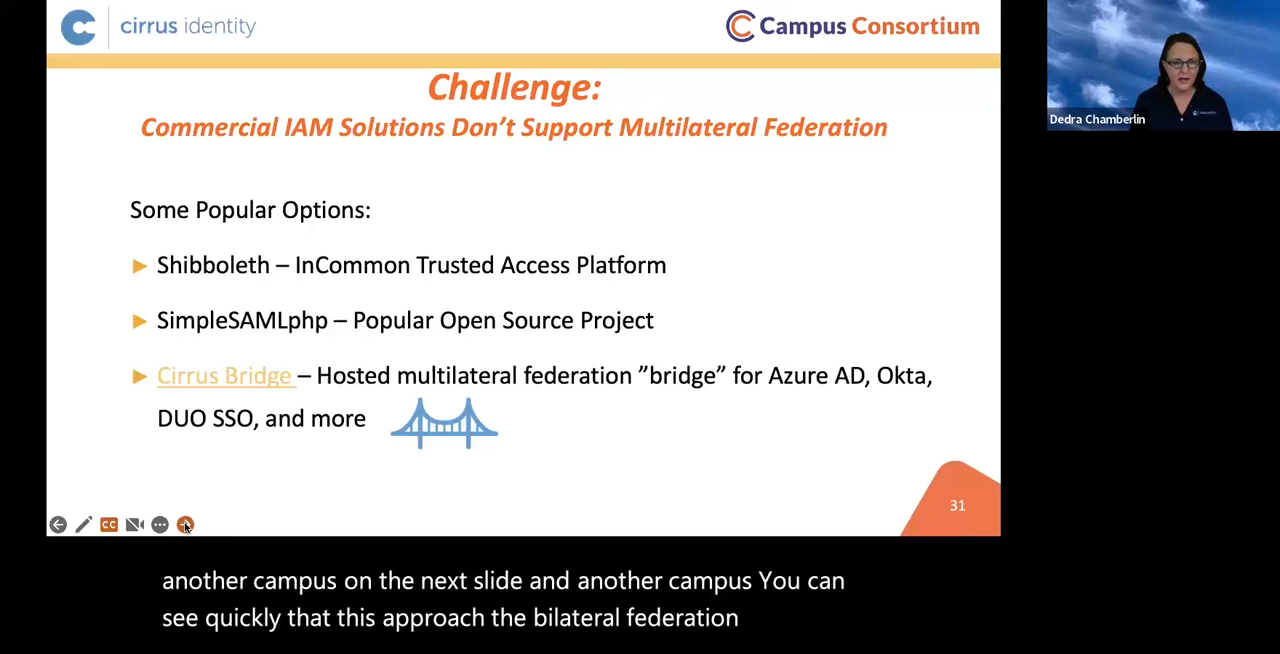 cirrus identity
Campus Consortium
Challenge:
Commercial IAM Solutions Don't Support Multilateral Federation
Dedra Chamberlin
Some Popular Options:
► Shibboleth – InCommon Trusted Access Platform
► SimpleSAMLphp – Popular Open Source Project
► Cirrus Bridge – Hosted multilateral federation ”bridge” for Azure AD, Okta,
DUO SSO, and more
31
CC
another campus on the next slide and another campus You can
see quickly that this approach the bilateral federation